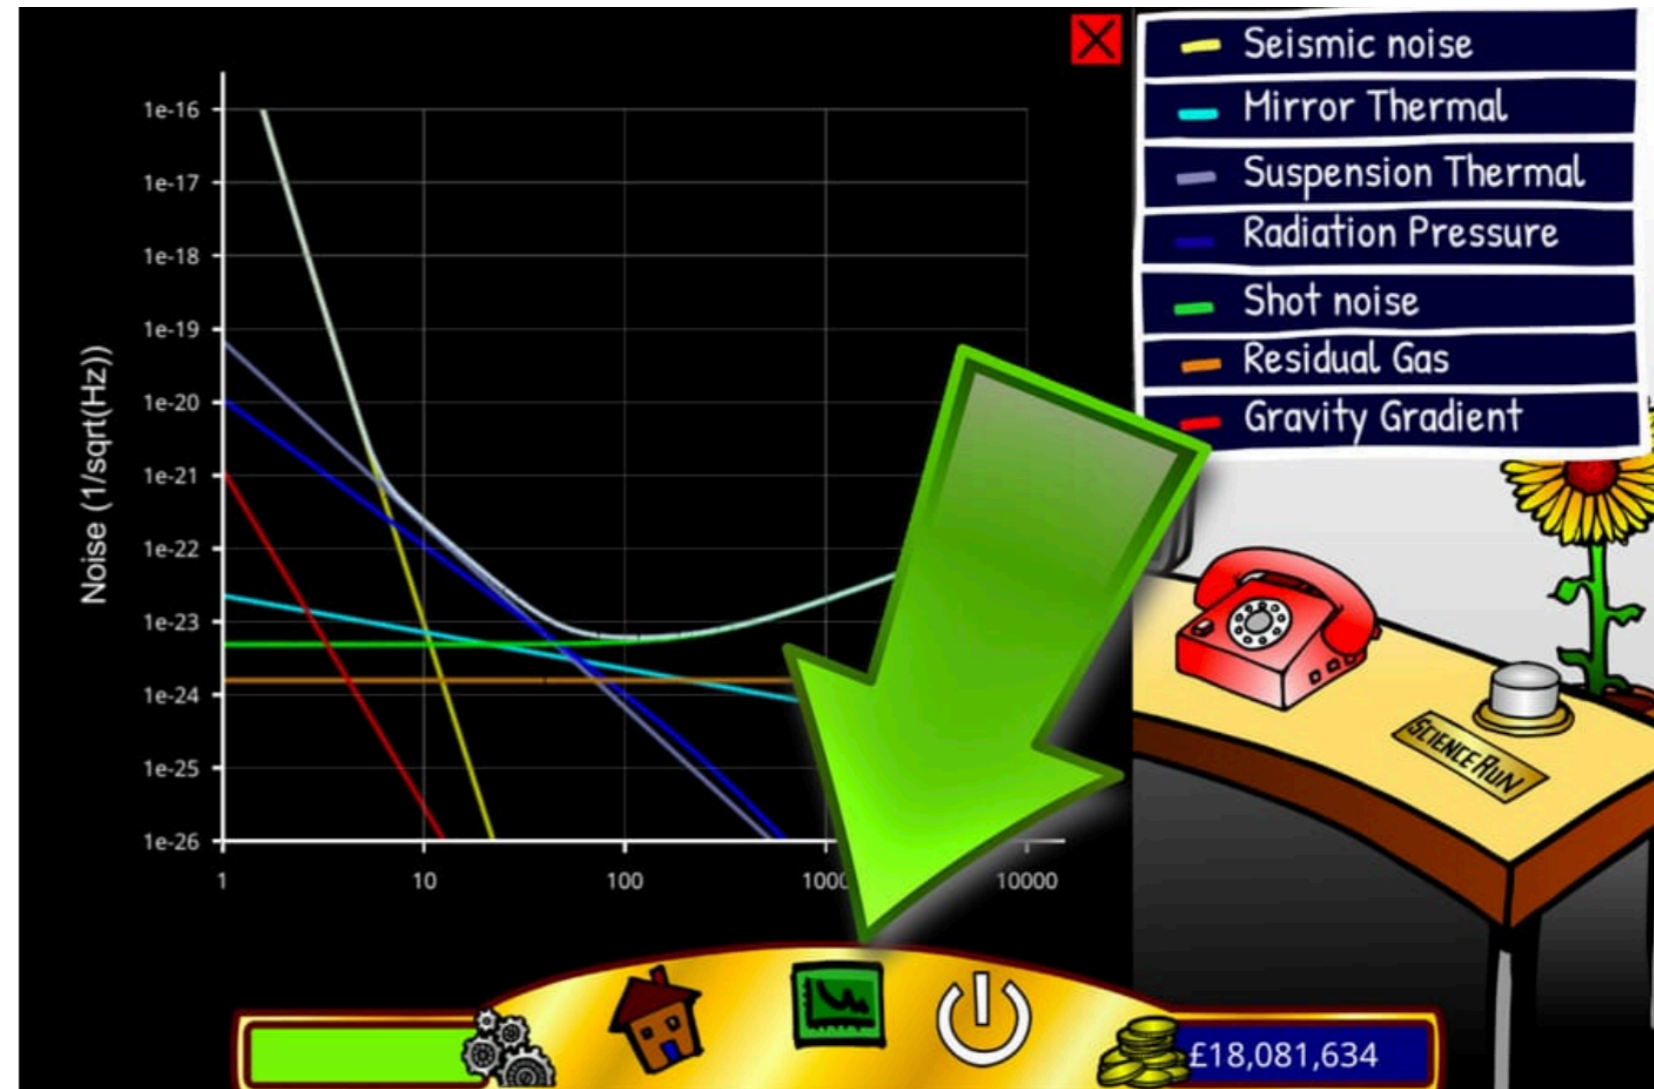 Seismic noise
Mirror Thermal
Suspension Thermal
Radiation Pressure
Shot noise
Residual Gas
Gravity Gradient
Noise (1/sqrt(Hz))
1e-16
1e-17
1e-18
1e-19
1e-20
1e-21
1e-22
1e-23
1e-24
1e-25
1e-26
1 10 100 1000 10000
SCIENCE RUN
£18,081,634